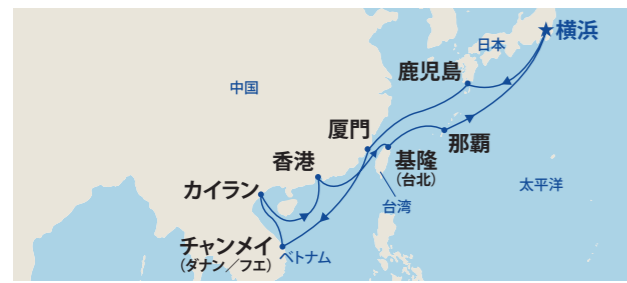 ★横浜
日本
鹿児島
中国
厦門
那覇
香港
基隆
(台北)
太平洋
カイラン
台湾
チャンメイ
(ダナン／フエ)
ベトナム